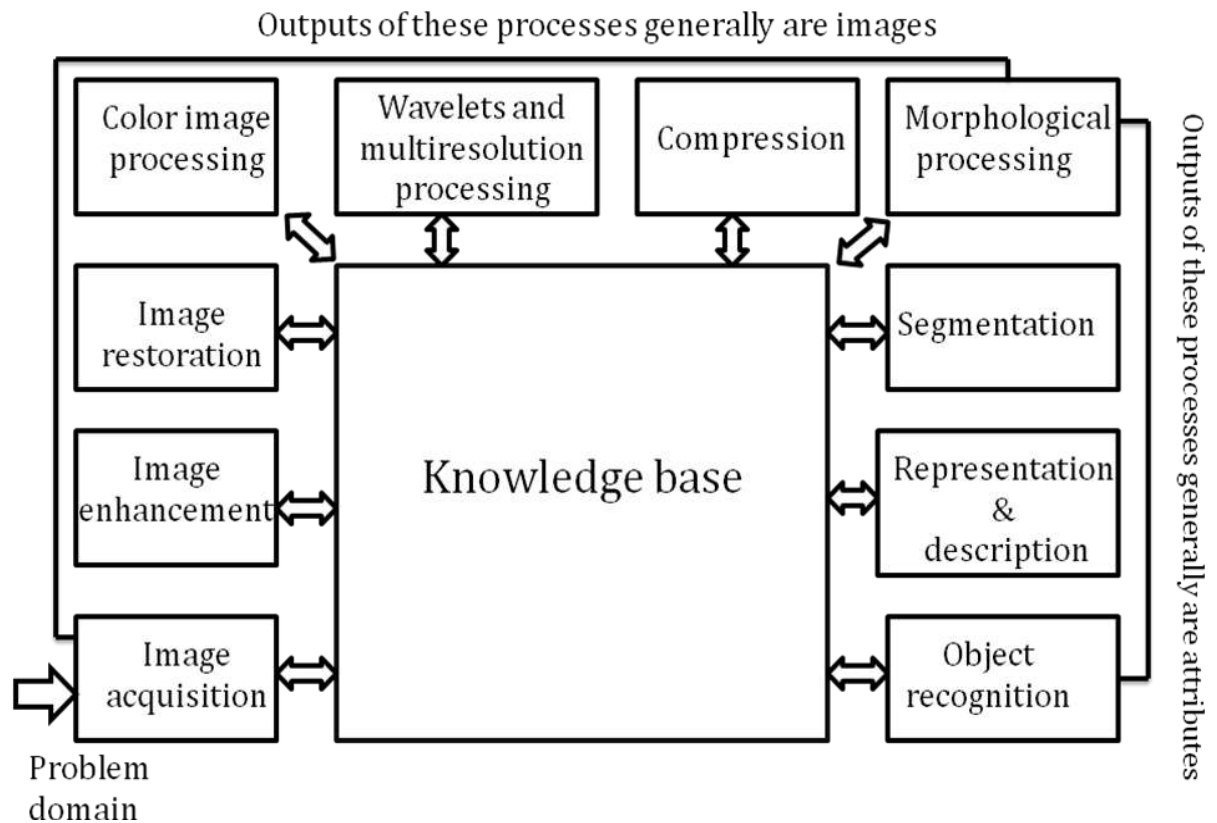 Outputs of these processes generally are images
Color image
processing
Wavelets and
multiresolution
processing
Compression
Morphological
processing
Image
restoration
Segmentation
Image
enhancement
Knowledge base
Representation
&
description
Image
acquisition
Object
recognition
Problem
domain
Outputs of these processes generally are attributes